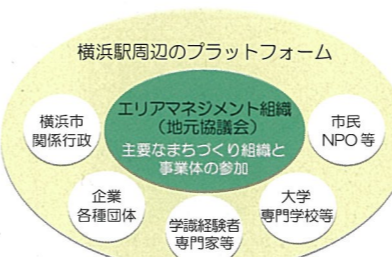 横浜駅周辺のプラットフォーム
エリアマネジメント組織
(地元協議会)
主要なまちづくり組織と
事業体の参加
横浜市
関係行政
市民
NPO等
企業
各種団体
大学
専門学校等
学識経験者
専門家等